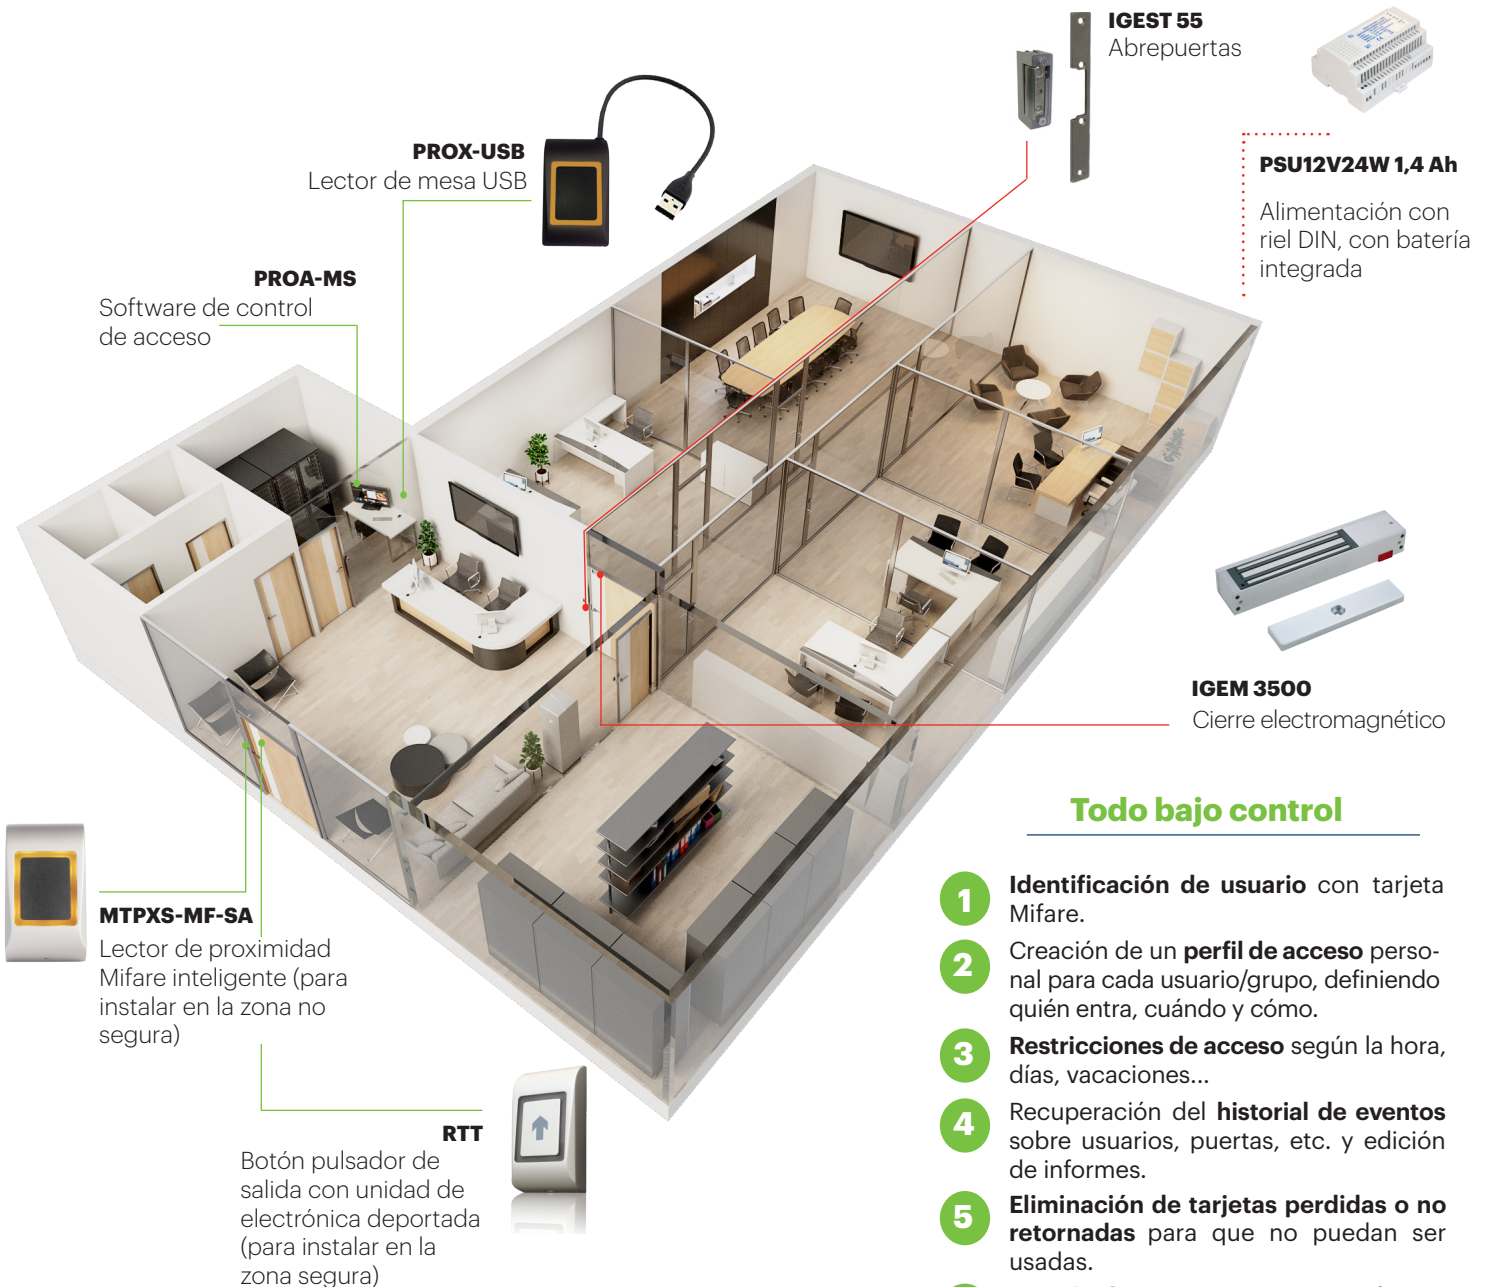 IGEST 55
Abrepuertas
PSU12V24W 1,4 Ah
Alimentación con
riel DIN, con batería
integrada
PROX-USB
Lector de mesa USB
PROA-MS
Software de control
de acceso
IGEM 3500
Cierre electromagnético
MTPXS-MF-SA
Lector de proximidad
Mifare inteligente (para
instalar en la zona no
segura)
RTT
Botón pulsador de
salida con unidad de
electrónica deportada
(para instalar en la
zona segura)
Todo bajo control
1
Identificación de usuario con tarjeta
Mifare.
2
Creación de un perfil de acceso perso-
nal para cada usuario/grupo, definiendo
quién entra, cuándo y cómo.
3
Restricciones de acceso según la hora,
días, vacaciones...
4
Recuperación del historial de eventos
sobre usuarios, puertas, etc. y edición
de informes.
5
Eliminación de tarjetas perdidas o no
retornadas para que no puedan ser
usadas.